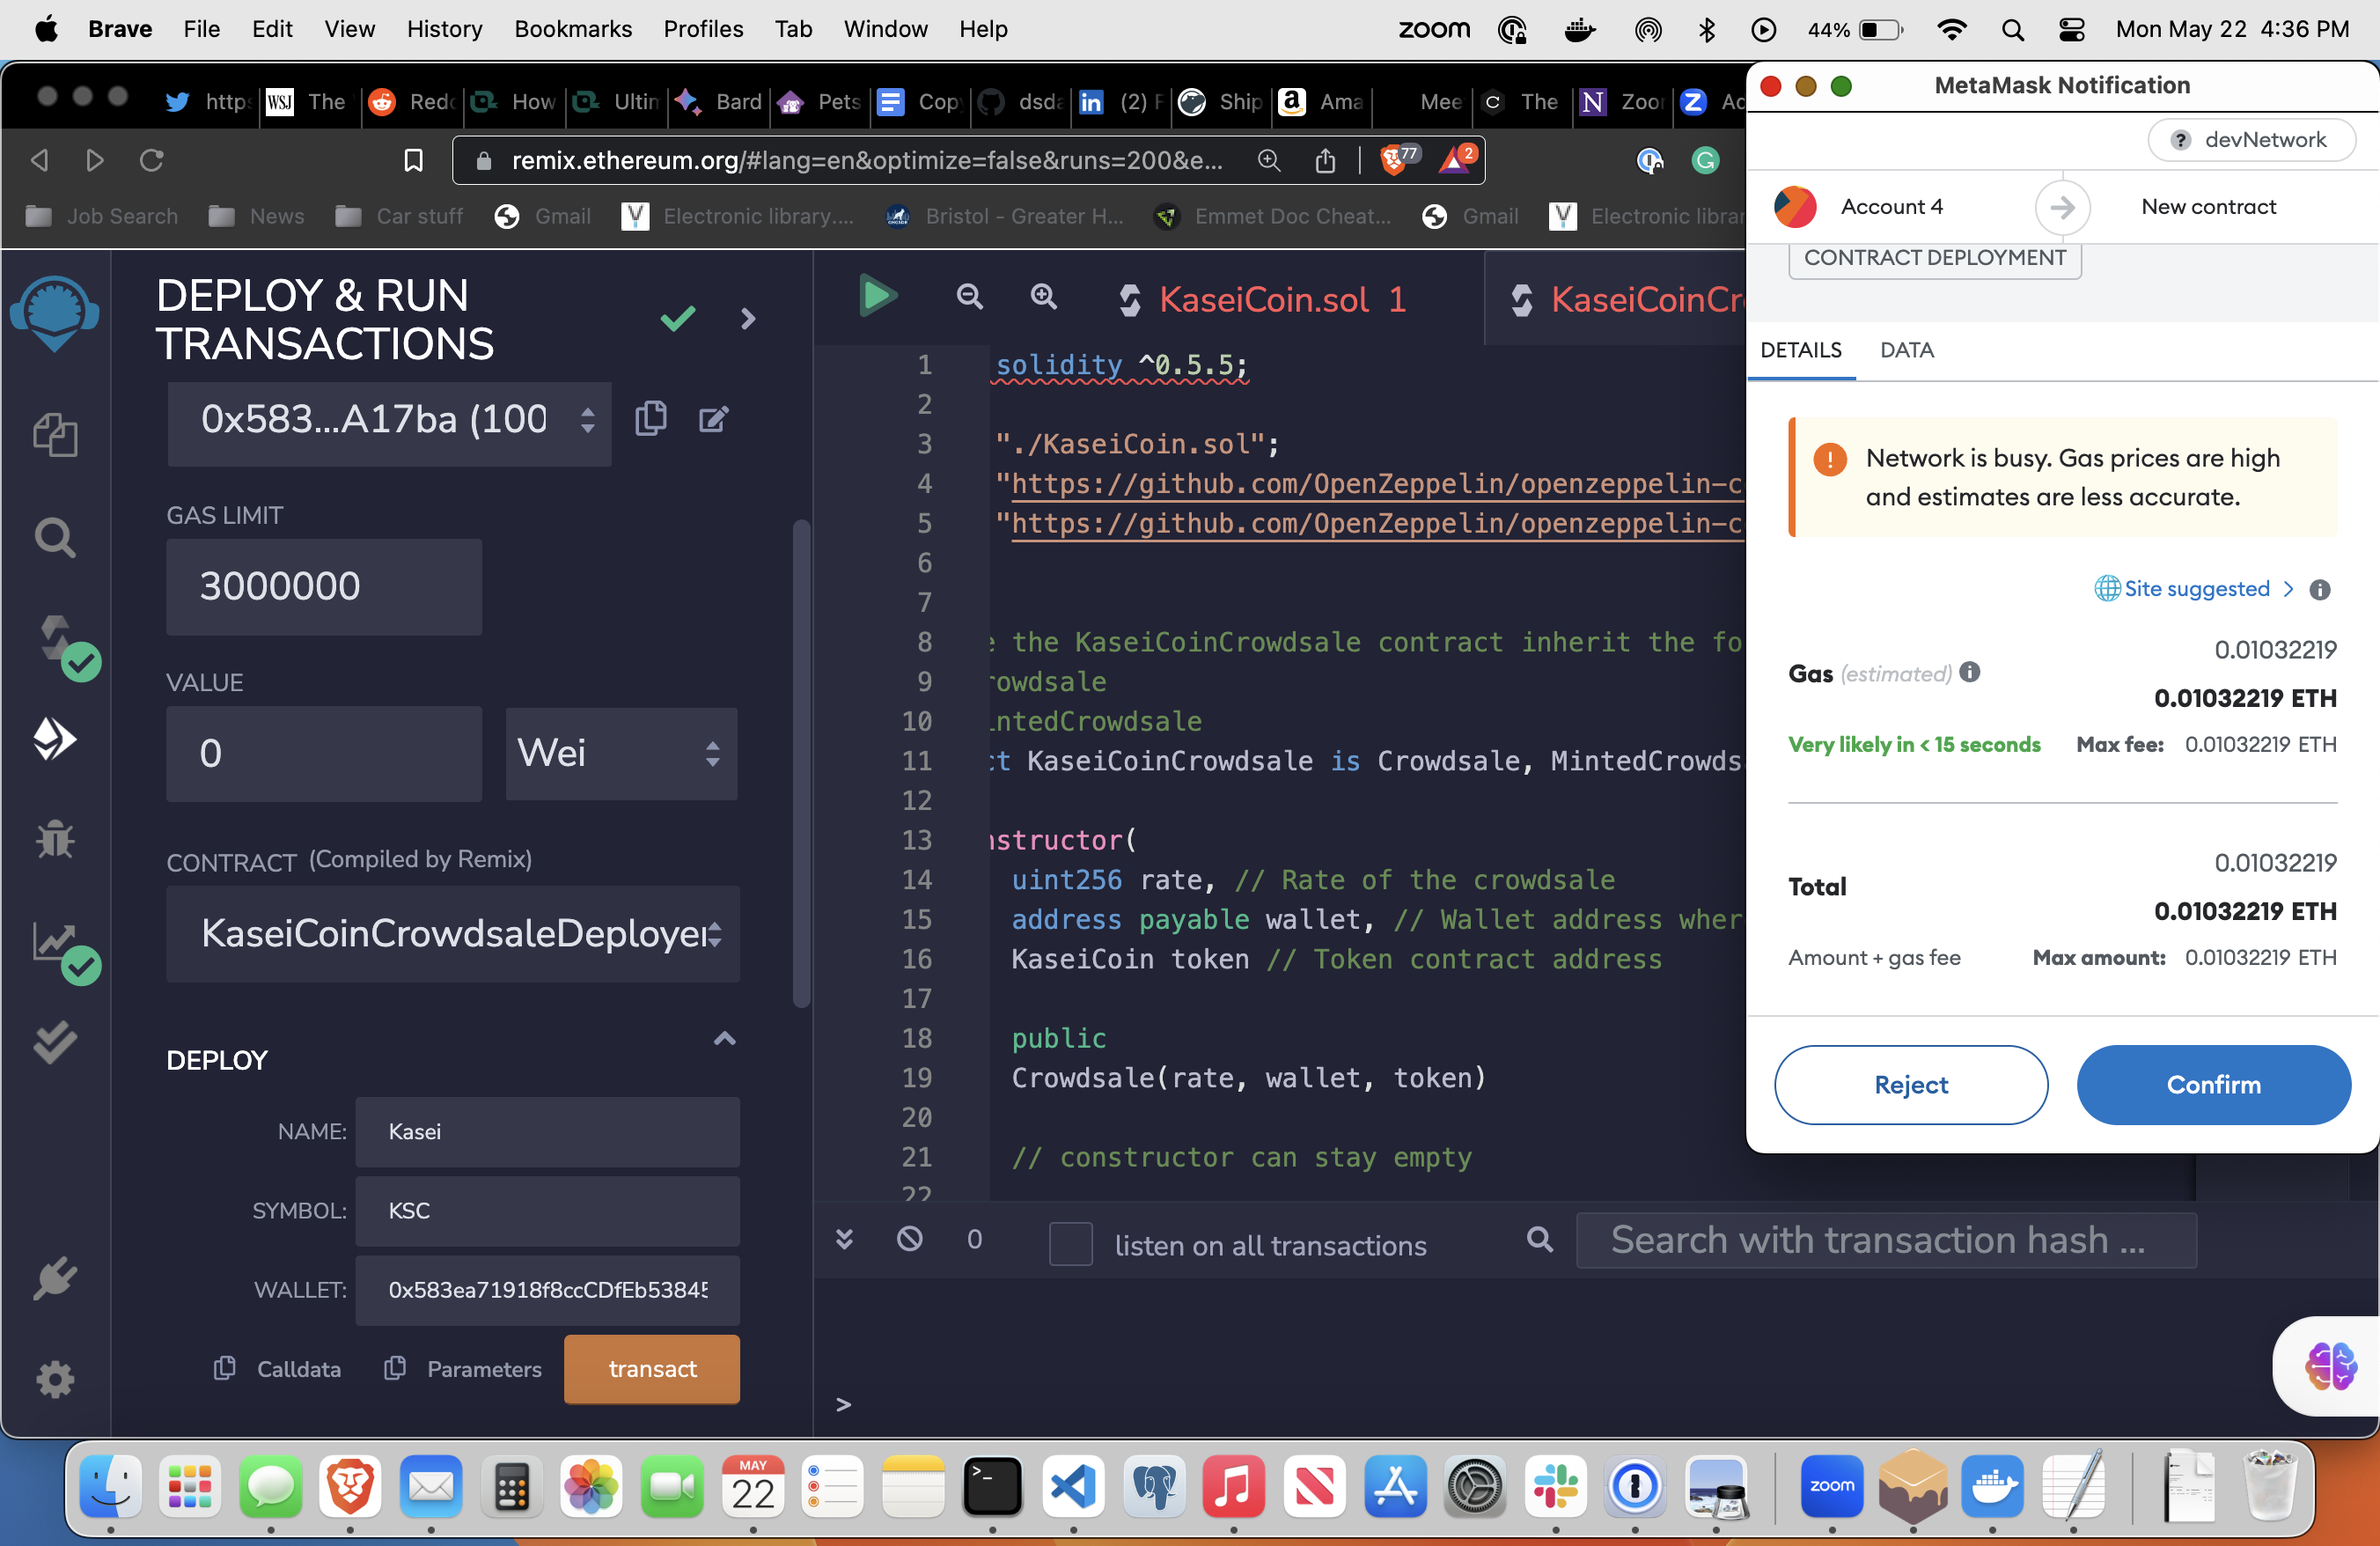 Brave File Edit View History Bookmarks Profiles Tab Window Help
zoom 44% Mon May 22 4:36 PM
https WSJ The Redd How Ultim Bard Pets Copy dsda (2) F Ship Ama Mee The Zoor Ad
remix.ethereum.org/#lang=en&optimize=false&runs=200&e... 77 2
Job Search News Car stuff Gmail Electronic library.... Bristol - Greater H... Emmet Doc Cheat... Gmail Electronic librar
DEPLOY & RUN
TRANSACTIONS
0x583...A17ba (100
GAS LIMIT
3000000
VALUE
0 Wei
CONTRACT (Compiled by Remix)
KaseiCoinCrowdsaleDeployer
DEPLOY
NAME: Kasei
SYMBOL: KSC
WALLET: 0x583ea71918f8ccCDfEb53845
Calldata Parameters transact
KaseiCoin.sol 1 KaseiCoinCr
1 solidity ^0.5.5;
2
3 "./KaseiCoin.sol";
4 "https://github.com/OpenZeppelin/openzeppelin-c
5 "https://github.com/OpenZeppelin/openzeppelin-c
6
7
8 e the KaseiCoinCrowdsale contract inherit the fo
9 rowdsale
10 intedCrowdsale
11 ct KaseiCoinCrowdsale is Crowdsale, MintedCrowds
12
13 nstructor(
14 uint256 rate, // Rate of the crowdsale
15 address payable wallet, // Wallet address wher
16 KaseiCoin token // Token contract address
17
18 public
19 Crowdsale(rate, wallet, token)
20
21 // constructor can stay empty
22
0 listen on all transactions Search with transaction hash ...
>
MetaMask Notification
? devNetwork
Account 4 New contract
CONTRACT DEPLOYMENT
DETAILS DATA
Network is busy. Gas prices are high
and estimates are less accurate.
Site suggested >
0.01032219
Gas (estimated)
0.01032219 ETH
Very likely in < 15 seconds Max fee: 0.01032219 ETH
0.01032219
Total
0.01032219 ETH
Amount + gas fee Max amount: 0.01032219 ETH
Reject Confirm
MAY
22
zoom